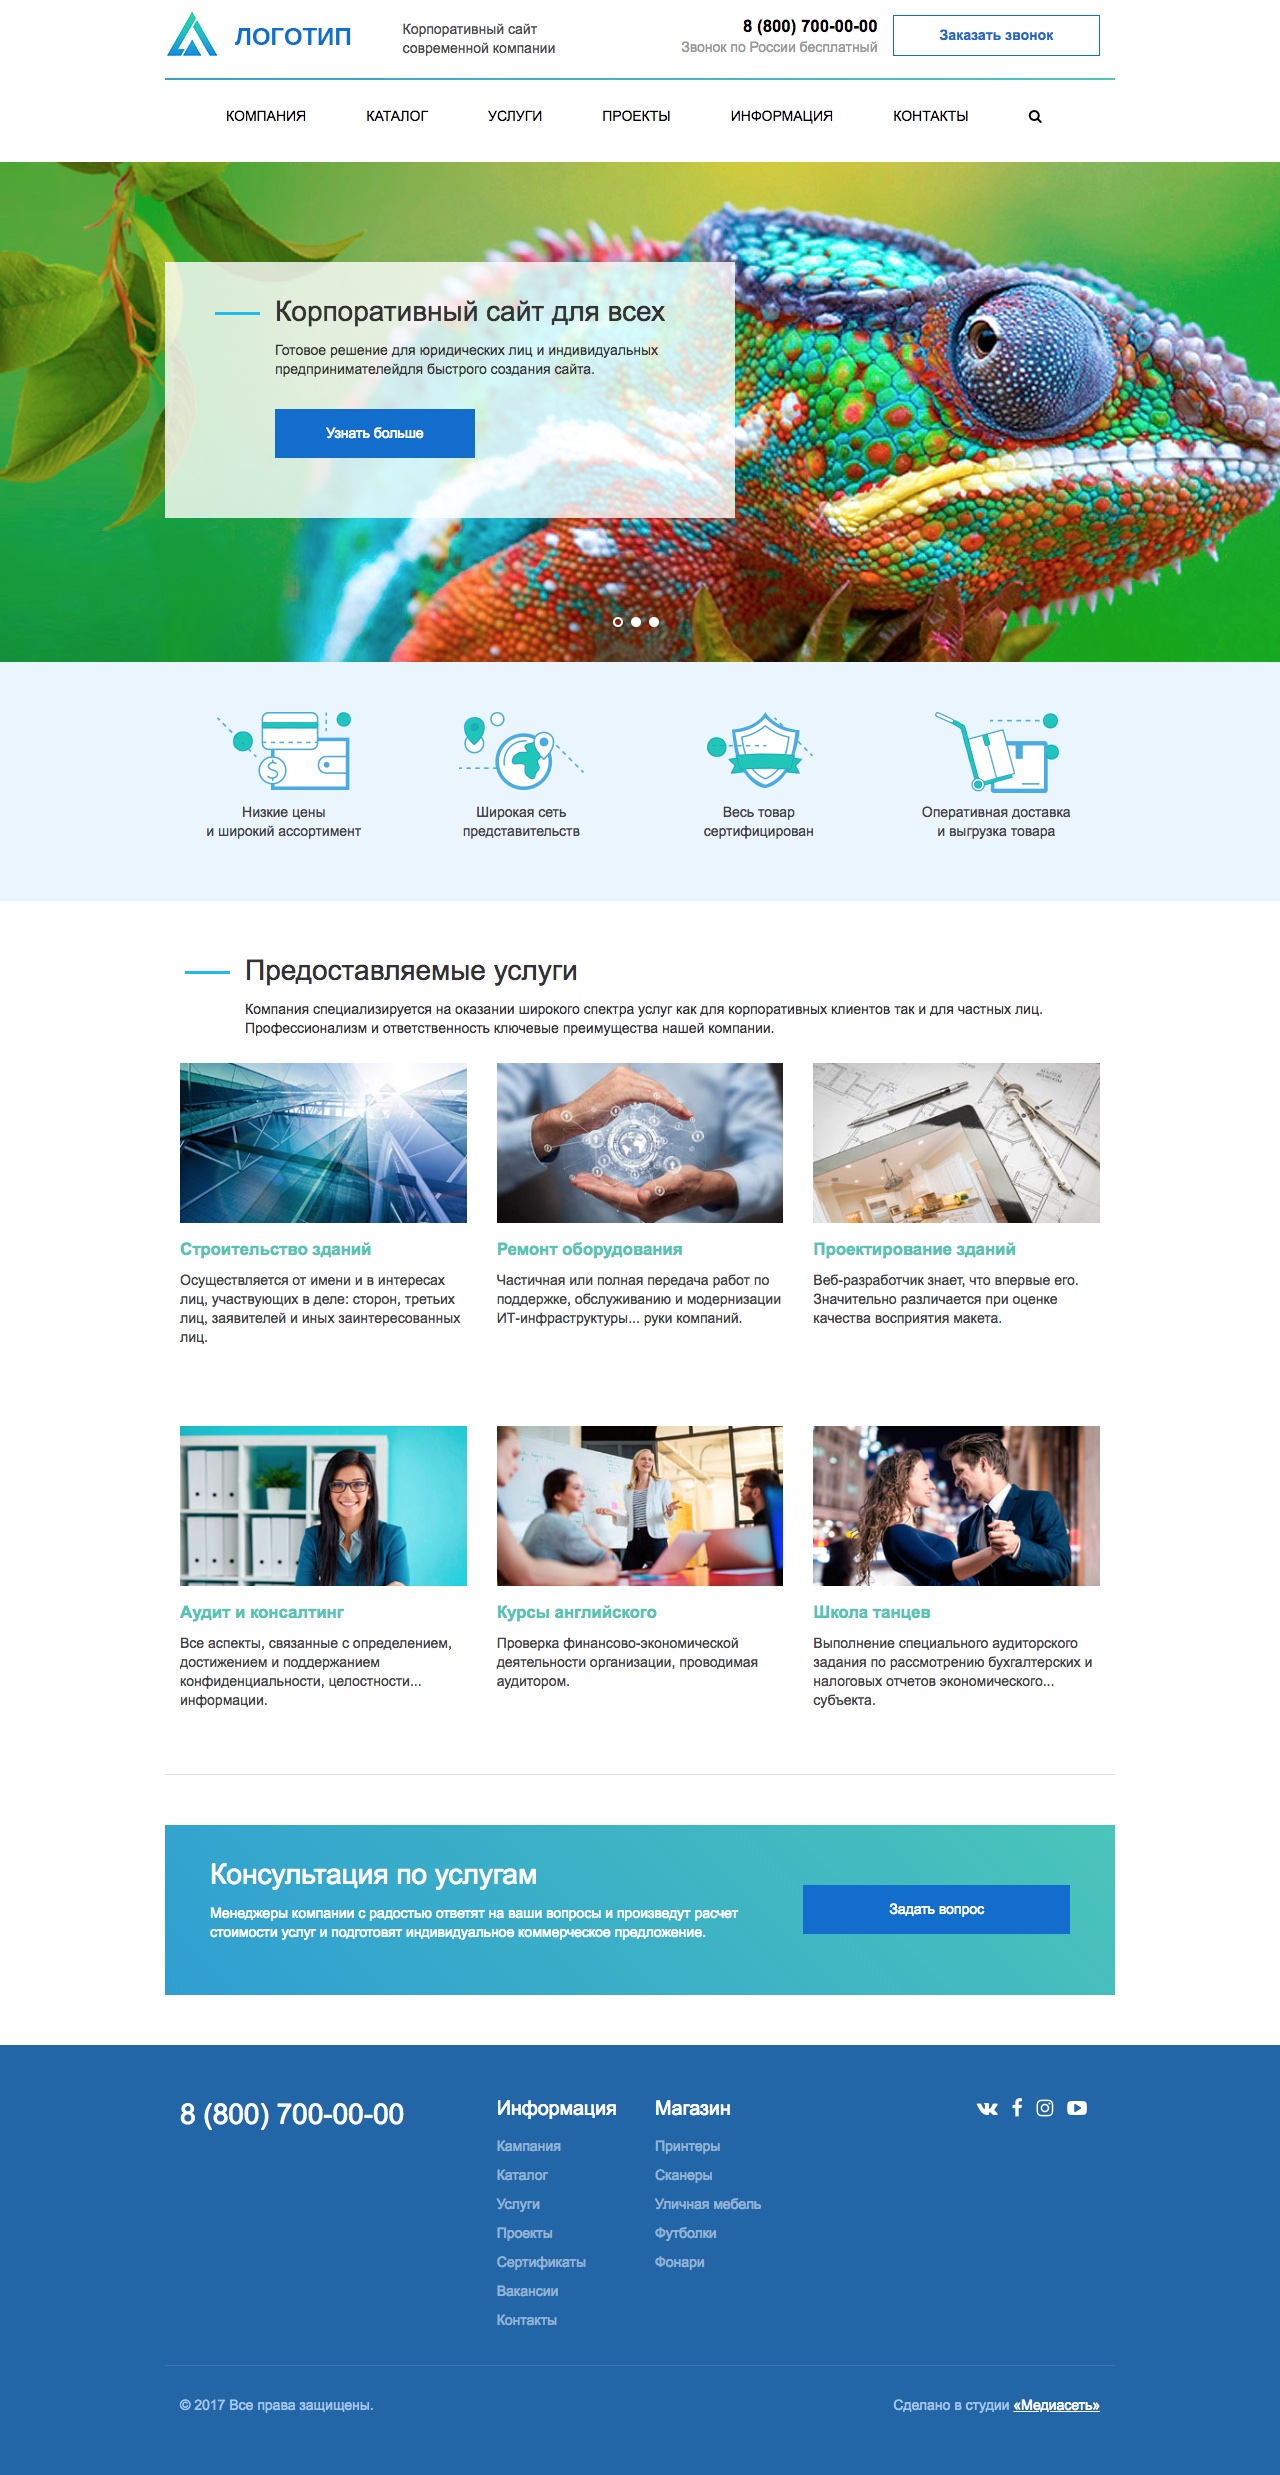 ЛОГОТИП
Корпоративный сайт
современной компании
8 (800) 700-00-00
Звонок по России бесплатный
Заказать звонок
КОМПАНИЯ
КАТАЛОГ
УСЛУГИ
ПРОЕКТЫ
ИНФОРМАЦИЯ
КОНТАКТЫ
Корпоративный сайт для всех
Готовое решение для юридических лиц и индивидуальных
предпринимателейдля быстрого создания сайта.
Узнать больше
Низкие цены
и широкий ассортимент
Широкая сеть
представительств
Весь товар
сертифицирован
Оперативная доставка
и выгрузка товара
Предоставляемые услуги
Компания специализируется на оказании широкого спектра услуг как для корпоративных клиентов так и для частных лиц.
Профессионализм и ответственность ключевые преимущества нашей компании.
Строительство зданий
Осуществляется от имени и в интересах
лиц, участвующих в деле: сторон, третьих
лиц, заявителей и иных заинтересованных
лиц.
Ремонт оборудования
Частичная или полная передача работ по
поддержке, обслуживанию и модернизации
ИТ-инфраструктуры... руки компаний.
Проектирование зданий
Веб-разработчик знает, что впервые его.
Значительно различается при оценке
качества восприятия макета.
Аудит и консалтинг
Все аспекты, связанные с определением,
достижением и поддержанием
конфиденциальности, целостности...
информации.
Курсы английского
Проверка финансово-экономической
деятельности организации, проводимая
аудитором.
Школа танцев
Выполнение специального аудиторского
задания по рассмотрению бухгалтерских и
налоговых отчетов экономического...
субъекта.
Консультация по услугам
Менеджеры компании с радостью ответят на ваши вопросы и произведут расчет
стоимости услуг и подготовят индивидуальное коммерческое предложение.
Задать вопрос
8 (800) 700-00-00
Информация
Кампания
Каталог
Услуги
Проекты
Сертификаты
Вакансии
Контакты
Магазин
Принтеры
Сканеры
Уличная мебель
Футболки
Фонари
© 2017 Все права защищены.
Сделано в студии «Медиасеть»